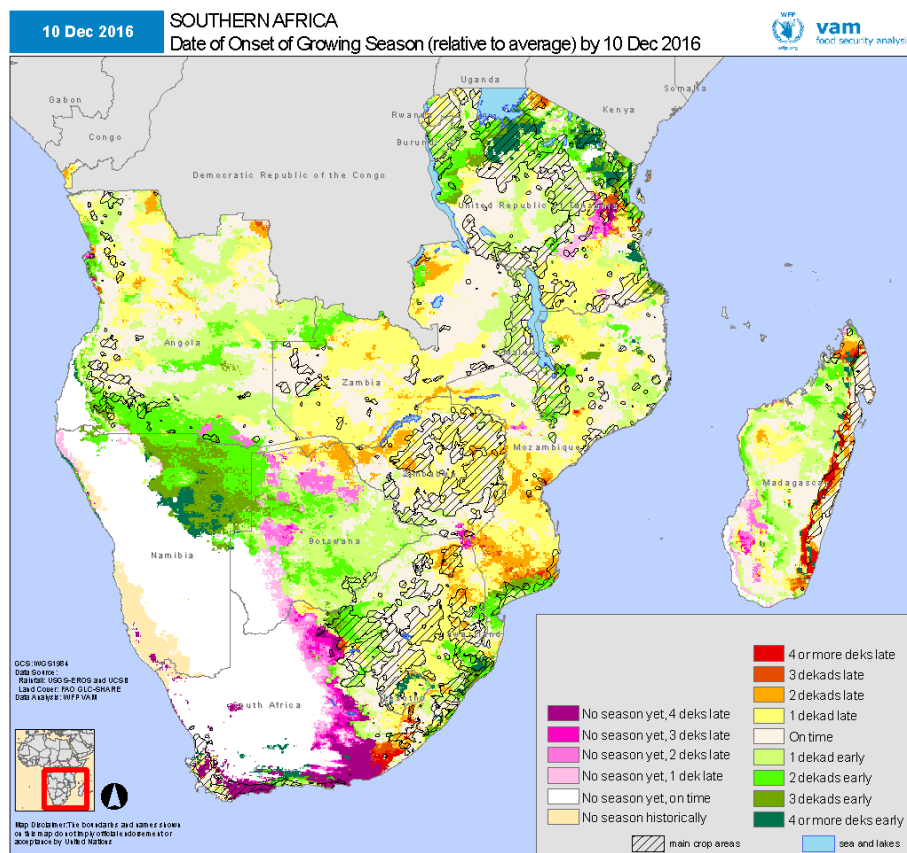 10 Dec 2016
SOUTHERN AFRICA
Date of Onset of Growing Season (relative to average) by 10 Dec 2016
WFP
wfp.org
vam
food security analysis
Uganda
Somalia
Gabon
Kenya
Rwanda
Congo
Burundi
Democratic Republic of the Congo
United Republic of Tanzania
Angola
Malawi
Zambia
Mozambique
Zimbabwe
Madagascar
Botswana
Namibia
Swaziland
Lesotho
South Africa
GCS:WGS1984
Data Source:
Rainfall: USGS-EROS and UCSB
Land Cover: FAO GLC-SHARE
Data Analysis: WFP VAM
Map Disclaimer:The boundaries and names shown
on this map do not imply official endorsement or
acceptance by United Nations
No season yet, 4 deks late
No season yet, 3 deks late
No season yet, 2 deks late
No season yet, 1 dek late
No season yet, on time
No season historically
4 or more deks late
3 dekads late
2 dekads late
1 dekad late
On time
1 dekad early
2 dekads early
3 dekads early
4 or more deks early
main crop areas
sea and lakes